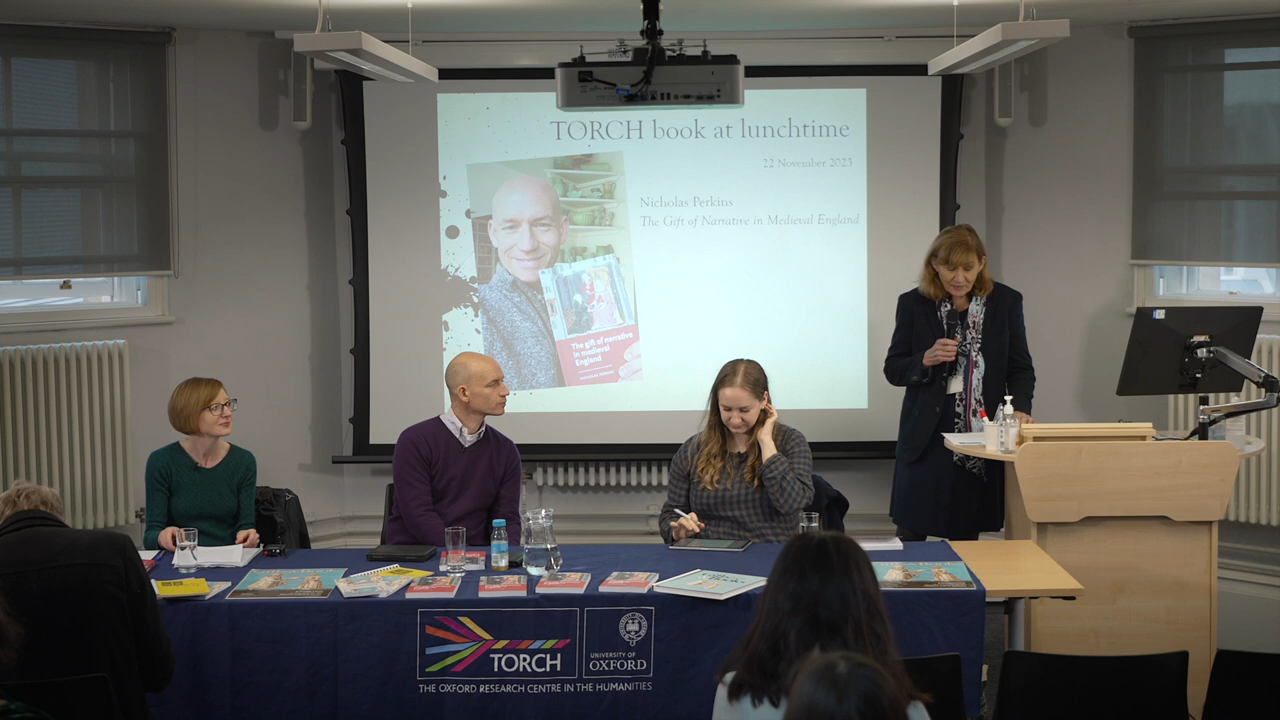 TORCH book at lunchtime
22 November 2023
Nicholas Perkins
The Gift of Narrative in Medieval England
The gift of narrative
in medieval
England
TORCH
UNIVERSITY OF
OXFORD
THE OXFORD RESEARCH CENTRE IN THE HUMANITIES